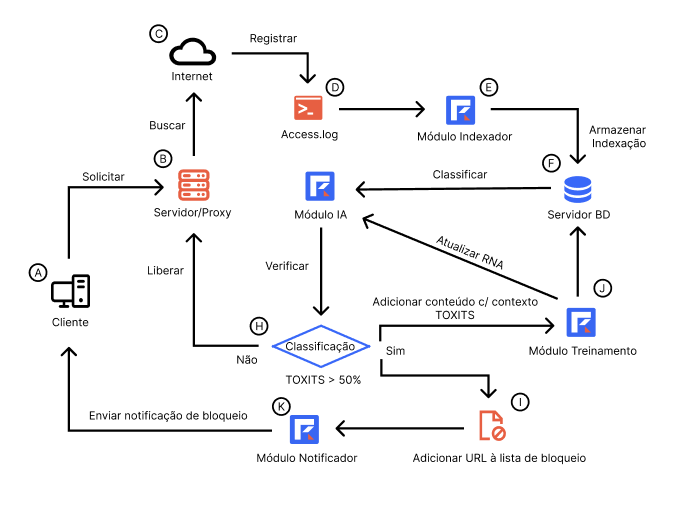 C
Registrar
Internet
D
E
Access.log
Módulo Indexador
Buscar
Armazenar
Indexação
B
F
Solicitar
Classificar
Servidor/Proxy
Módulo IA
Servidor BD
A
Liberar
Verificar
Atualizar RNA
J
Cliente
Adicionar conteúdo c/ contexto
TOXITS
H
Classificação
Não
Sim
Módulo Treinamento
TOXITS > 50%
I
K
Enviar notificação de bloqueio
Módulo Notificador
Adicionar URL à lista de bloqueio